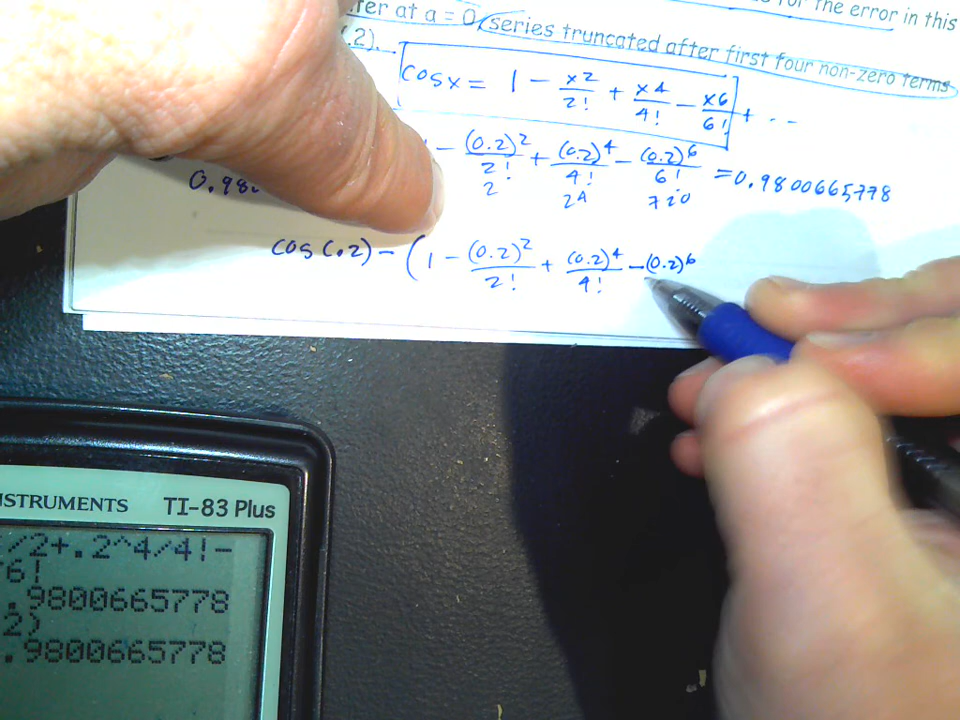 for the error in this
at a = 0, series truncated after first four non-zero terms
.2).
cosx = 1 - x2/2! + x4/4! - x6/6! + ...
- (0.2)^2/2! + (0.2)^4/4! - (0.2)^6/6! = 0.9800665778
2 24 720
0.98
cos(.2) - (1 - (0.2)^2/2! + (0.2)^4/4! - (0.2)^6
NSTRUMENTS TI-83 Plus
/2+.2^4/4!-
6!
.9800665778
2)
.9800665778